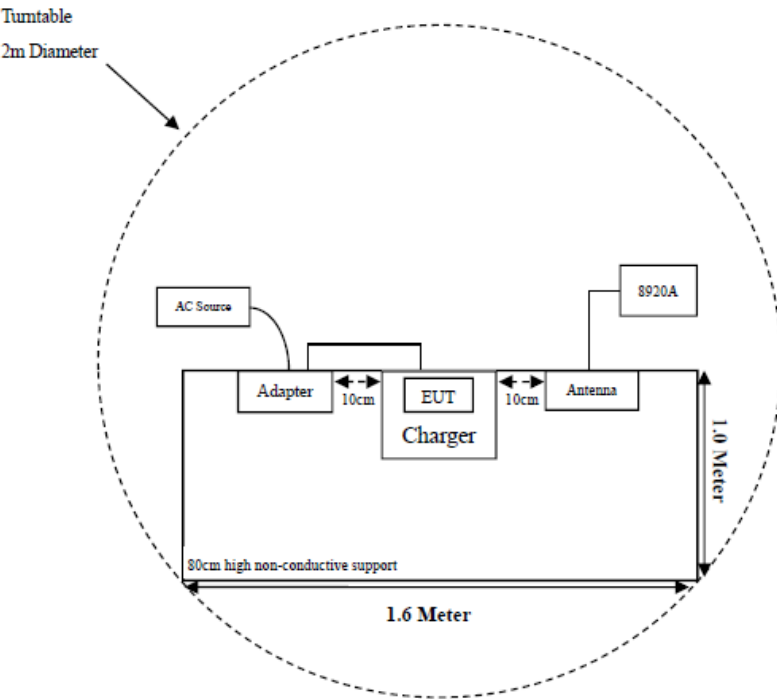 Turntable
2m Diameter
8920A
AC Source
Adapter
10cm
EUT
10cm
Antenna
Charger
1.0 Meter
80cm high non-conductive support
1.6 Meter